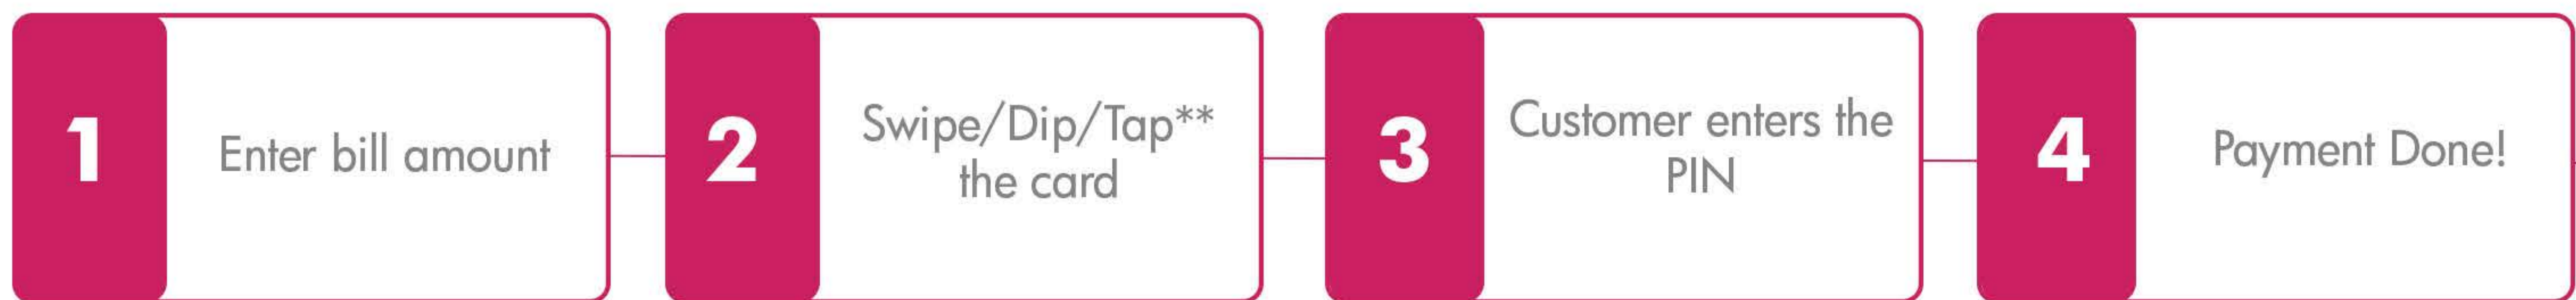 1
Enter bill amount
2
Swipe/Dip/Tap**
the card
3
Customer enters the
PIN
4
Payment Done!